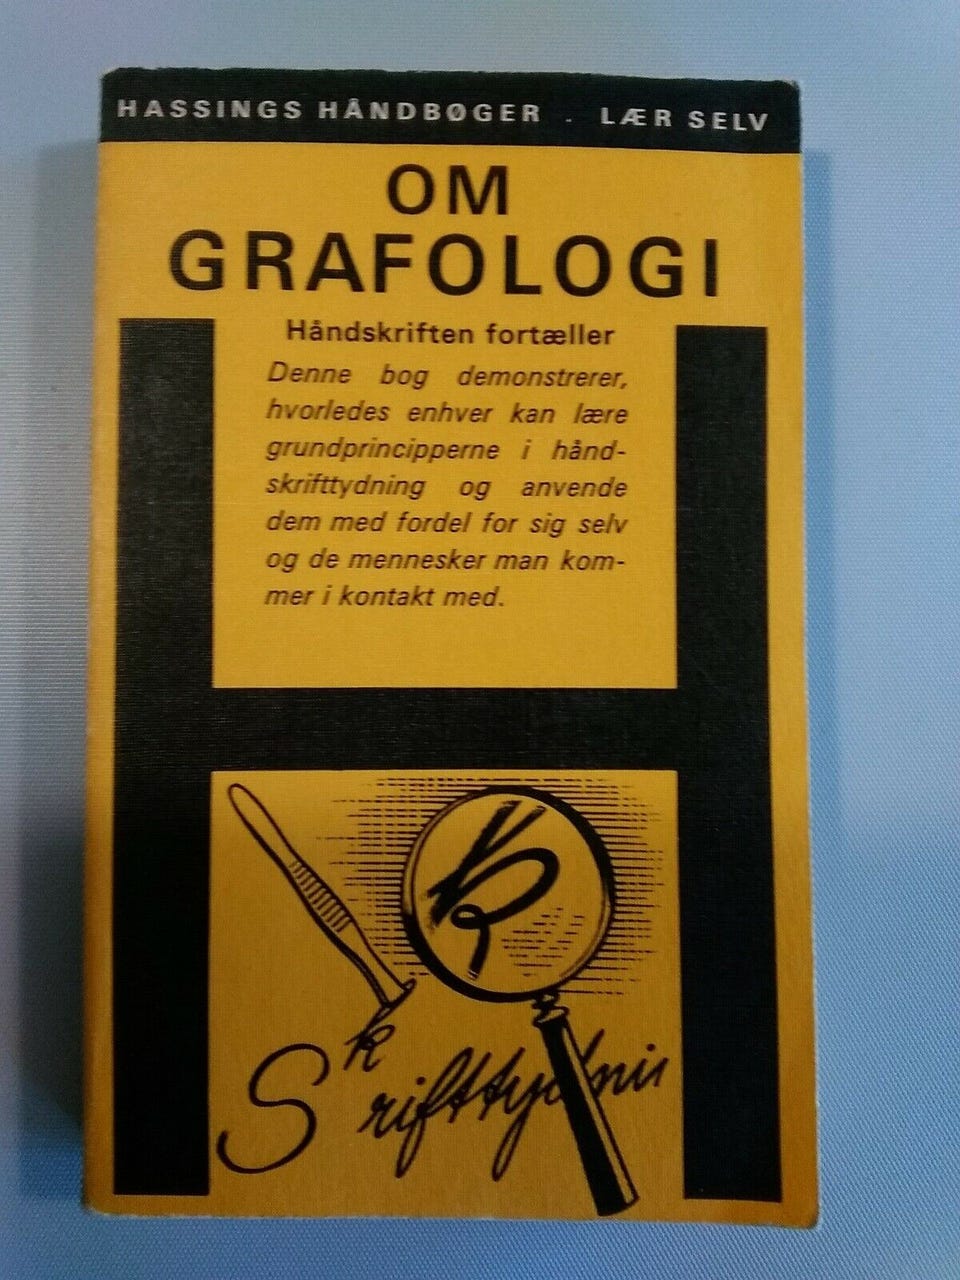 HASSINGS HÅNDBØGER . LÆR SELV
OM
GRAFOLOGI
Håndskriften fortæller
Denne bog demonstrerer,
hvorledes enhver kan lære
grundprincipperne i hånd-
skrifttydning og anvende
dem med fordel for sig selv
og de mennesker man kom-
mer i kontakt med.
k
Skrifttydnin